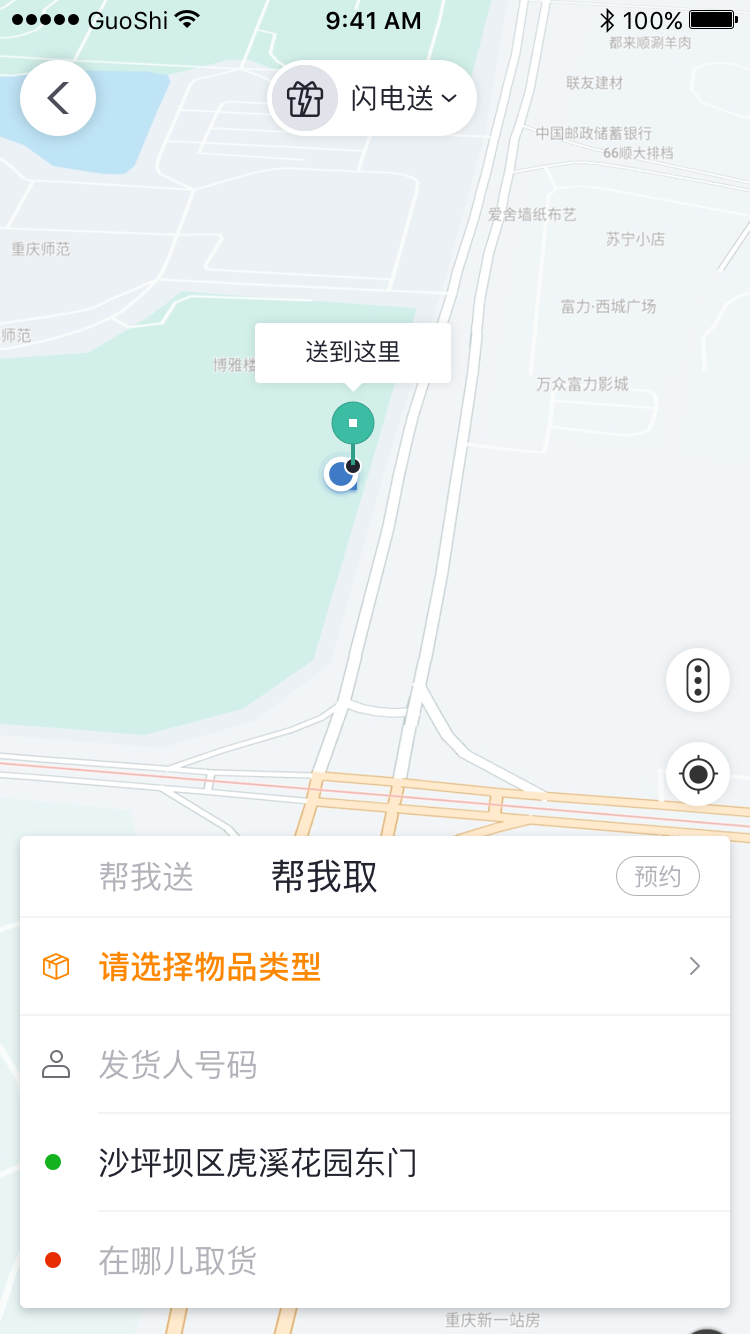 GuoShi 9:41 AM 100%
都来顺涮羊肉
联友建材
闪电送
中国邮政储蓄银行
66顺大排档
爱舍墙纸布艺
苏宁小店
重庆师范
富力·西城广场
师范
送到这里
博雅楼
万众富力影城
帮我送 帮我取 预约
请选择物品类型
发货人号码
沙坪坝区虎溪花园东门
在哪儿取货
重庆新一站房